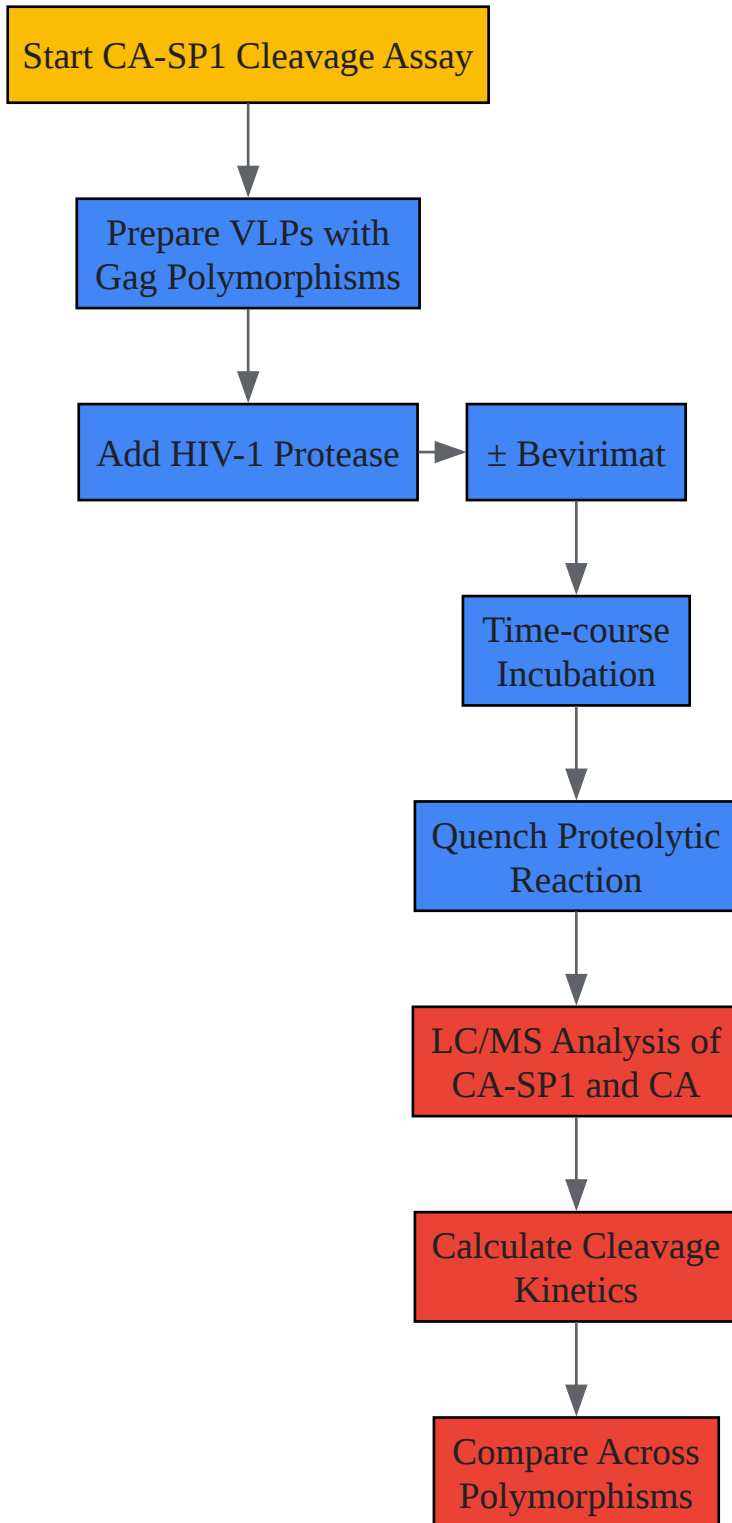 Start CA-SP1 Cleavage Assay
Prepare VLPs with
Gag Polymorphisms
Add HIV-1 Protease
± Bevirimat
Time-course
Incubation
Quench Proteolytic
Reaction
LC/MS Analysis of
CA-SP1 and CA
Calculate Cleavage
Kinetics
Compare Across
Polymorphisms